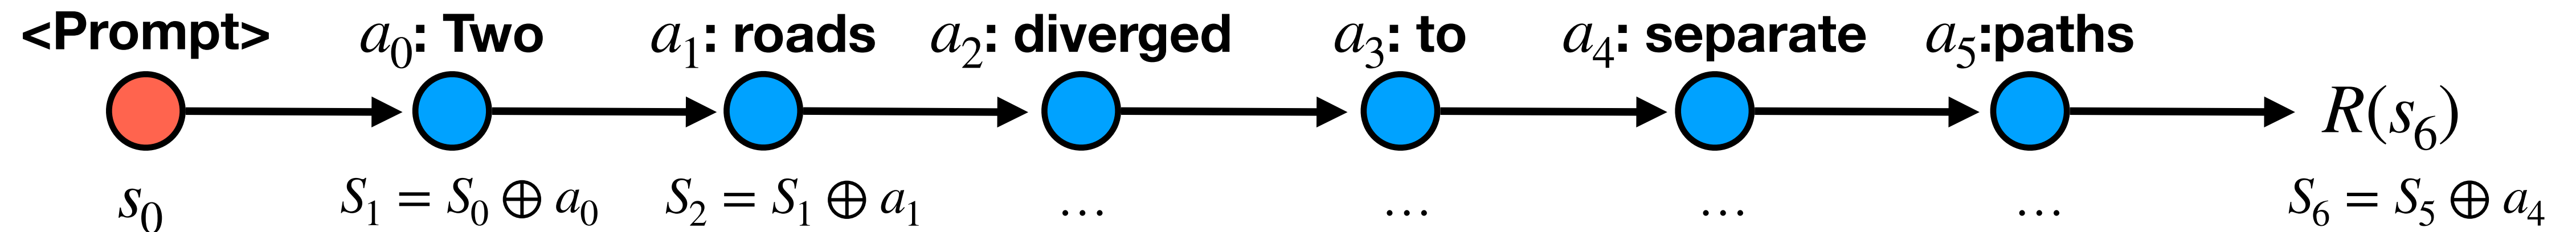 <Prompt> a₀: Two a₁: roads a₂: diverged a₃: to a₄: separate a₅:paths
R(s₆)
s₀ S₁ = S₀ ⊕ a₀ S₂ = S₁ ⊕ a₁ … … … … S₆ = S₅ ⊕ a₄